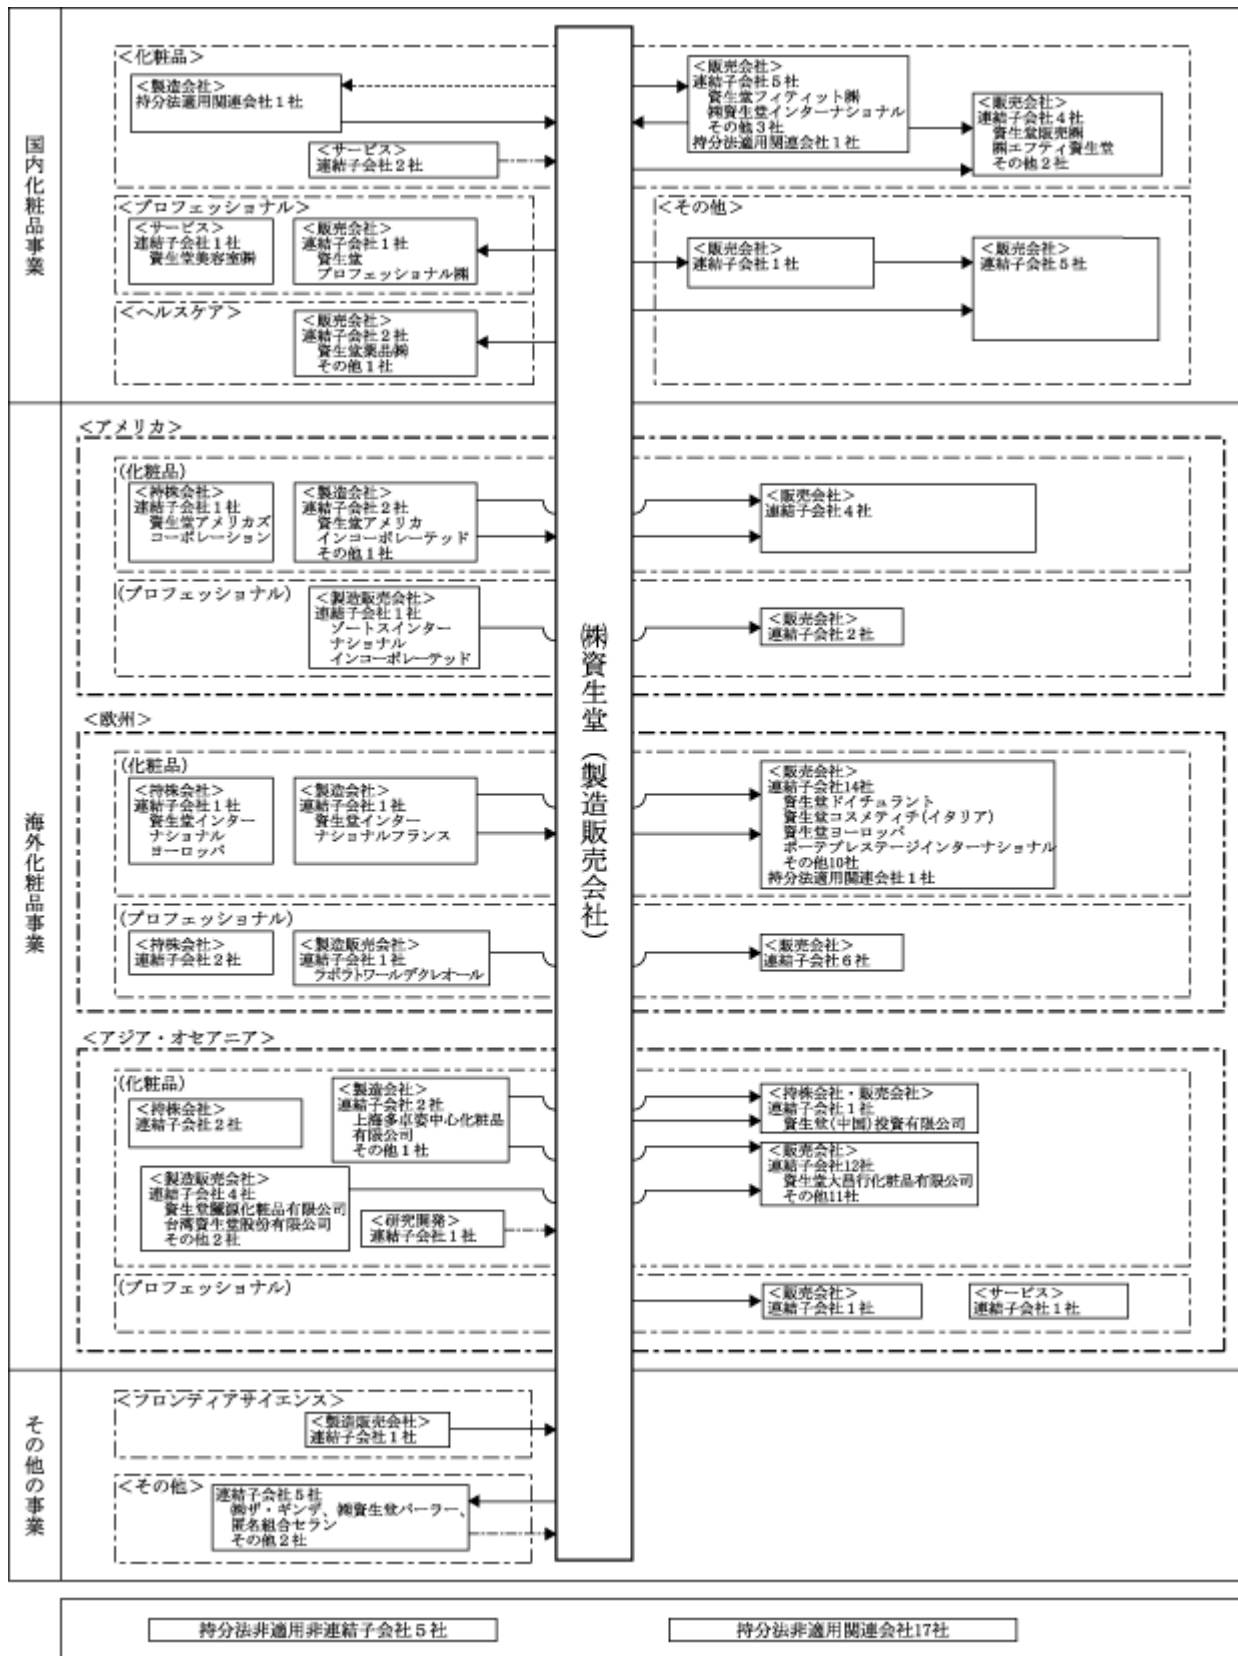 国内化粧品事業
＜化粧品＞
＜製造会社＞
持分法適用関連会社１社
＜サービス＞
連結子会社２社
＜販売会社＞
連結子会社５社
資生堂フィティット㈱
㈱資生堂インターナショナル
その他３社
持分法適用関連会社１社
＜販売会社＞
連結子会社４社
資生堂販売㈱
㈱エフティ資生堂
その他２社
＜プロフェッショナル＞
＜サービス＞
連結子会社１社
資生堂美容室㈱
＜販売会社＞
連結子会社１社
資生堂
プロフェッショナル㈱
＜その他＞
＜販売会社＞
連結子会社１社
＜販売会社＞
連結子会社５社
＜ヘルスケア＞
＜販売会社＞
連結子会社２社
資生堂薬品㈱
その他１社
㈱資生堂（製造販売会社）
海外化粧品事業
＜アメリカ＞
(化粧品)
＜持株会社＞
連結子会社１社
資生堂アメリカズ
コーポレーション
＜製造会社＞
連結子会社２社
資生堂アメリカ
インコーポレーテッド
その他１社
＜販売会社＞
連結子会社４社
(プロフェッショナル)
＜製造販売会社＞
連結子会社１社
ゾートスインター
ナショナル
インコーポレーテッド
＜販売会社＞
連結子会社２社
＜欧州＞
(化粧品)
＜持株会社＞
連結子会社１社
資生堂インター
ナショナル
ヨーロッパ
＜製造会社＞
連結子会社１社
資生堂インター
ナショナルフランス
＜販売会社＞
連結子会社14社
資生堂ドイチュラント
資生堂コスメティチ(イタリア)
資生堂ヨーロッパ
ボーテプレステージインターナショナル
その他10社
持分法適用関連会社１社
(プロフェッショナル)
＜持株会社＞
連結子会社２社
＜製造販売会社＞
連結子会社１社
ラボラトワールデクレオール
＜販売会社＞
連結子会社６社
＜アジア・オセアニア＞
(化粧品)
＜持株会社＞
連結子会社２社
＜製造会社＞
連結子会社２社
上海卓多姿中心化粧品
有限公司
その他１社
＜持株会社・販売会社＞
連結子会社１社
資生堂(中国)投資有限公司
＜販売会社＞
連結子会社12社
資生堂大昌行化粧品有限公司
その他11社
＜製造販売会社＞
連結子会社４社
資生堂麗源化粧品有限公司
台湾資生堂股份有限公司
その他２社
＜研究開発＞
連結子会社１社
(プロフェッショナル)
＜販売会社＞
連結子会社１社
＜サービス＞
連結子会社１社
その他の事業
＜フロンティアサイエンス＞
＜製造販売会社＞
連結子会社１社
＜その他＞
連結子会社５社
㈱ザ・ギンザ、㈱資生堂パーラー、
匿名組合セラン
その他２社
持分法非適用非連結子会社５社
持分法非適用関連会社17社